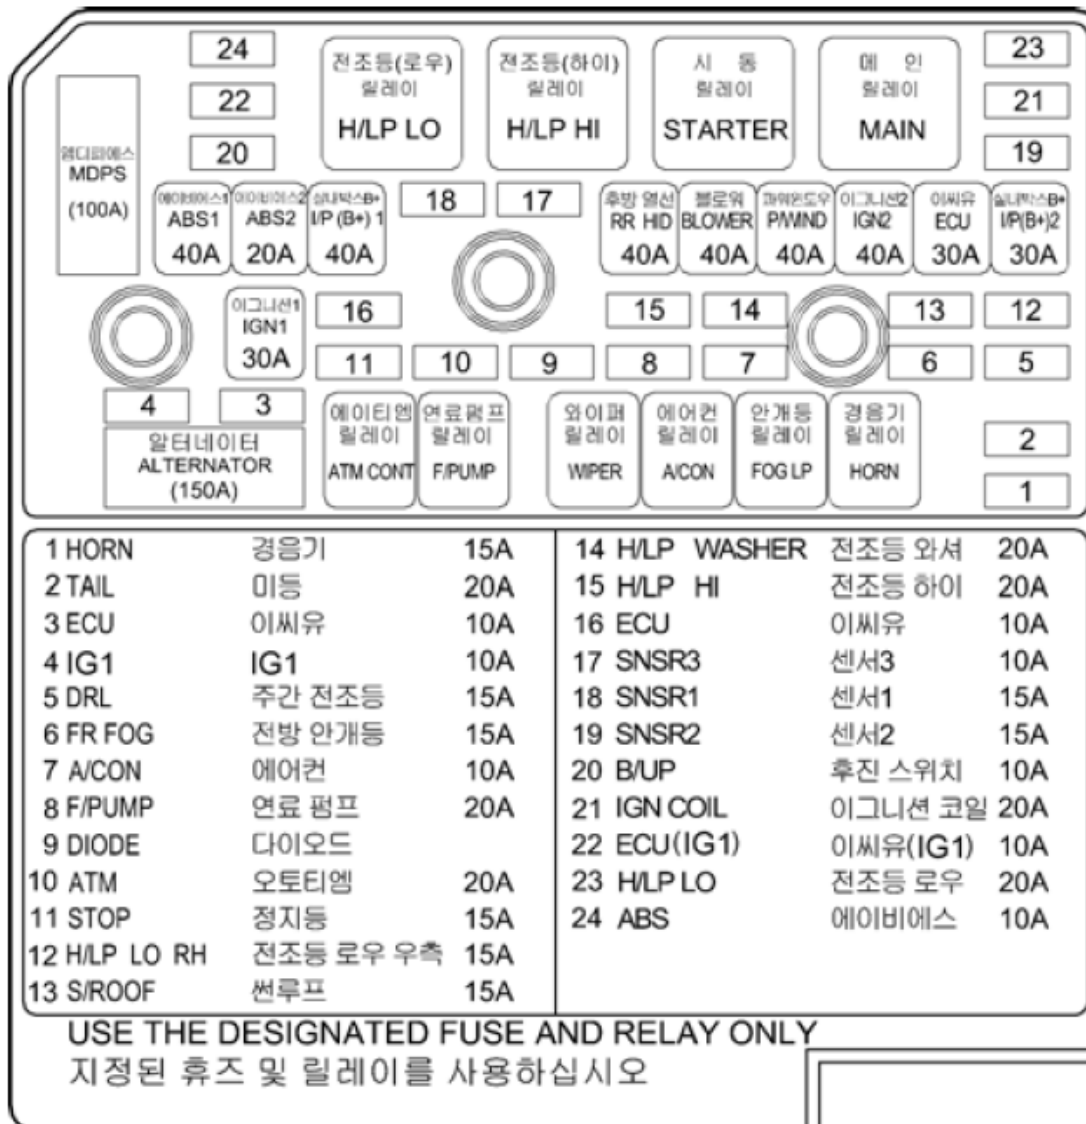 24
전조등(로우)
릴레이
H/LP LO
전조등(하이)
릴레이
H/LP HI
시 동
릴레이
STARTER
메 인
릴레이
MAIN
23
22
21
20
19
엠디피에스
MDPS
(100A)
에이비에스1
ABS1
40A
에이비에스2
ABS2
20A
실내박스B+
I/P (B+) 1
40A
18
17
후방 열선
RR HID
40A
블로워
BLOWER
40A
파워윈도우
P/WIND
40A
이그니션2
IGN2
40A
이씨유
ECU
30A
실내박스B+
I/P(B+)2
30A
이그니션1
IGN1
30A
16
15
14
13
12
11
10
9
8
7
6
5
4
3
알터네이터
ALTERNATOR
(150A)
에이티엠
릴레이
ATM CONT
연료펌프
릴레이
F/PUMP
와이퍼
릴레이
WIPER
에어컨
릴레이
A/CON
안개등
릴레이
FOG LP
경음기
릴레이
HORN
2
1
1 HORN 경음기 15A
2 TAIL 미등 20A
3 ECU 이씨유 10A
4 IG1 IG1 10A
5 DRL 주간 전조등 15A
6 FR FOG 전방 안개등 15A
7 A/CON 에어컨 10A
8 F/PUMP 연료 펌프 20A
9 DIODE 다이오드
10 ATM 오토티엠 20A
11 STOP 정지등 15A
12 H/LP LO RH 전조등 로우 우측 15A
13 S/ROOF 썬루프 15A
14 H/LP WASHER 전조등 와셔 20A
15 H/LP HI 전조등 하이 20A
16 ECU 이씨유 10A
17 SNSR3 센서3 10A
18 SNSR1 센서1 15A
19 SNSR2 센서2 15A
20 B/UP 후진 스위치 10A
21 IGN COIL 이그니션 코일 20A
22 ECU(IG1) 이씨유(IG1) 10A
23 H/LP LO 전조등 로우 20A
24 ABS 에이비에스 10A
USE THE DESIGNATED FUSE AND RELAY ONLY
지정된 휴즈 및 릴레이를 사용하십시오